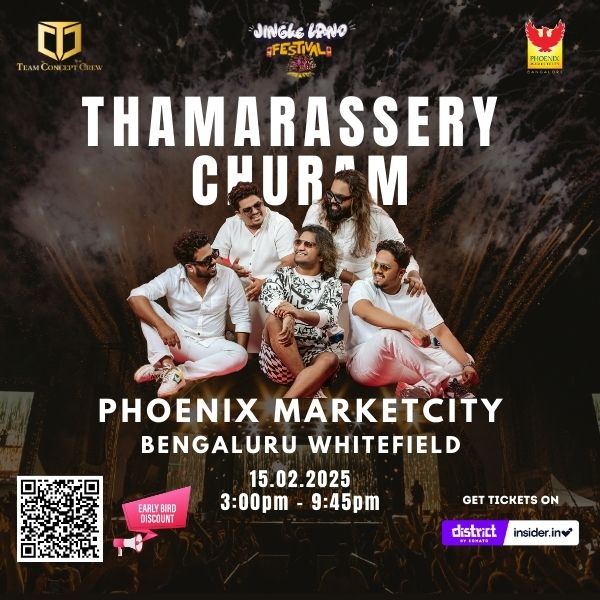 TEAM CONCEPT CREW
JINGLE LAND
FESTIVAL
PHOENIX
MARKETCITY
BANGALORE
THAMARASSERY
CHURAM
PHOENIX MARKETCITY
BENGALURU WHITEFIELD
15.02.2025
3:00pm - 9:45pm
EARLY BIRD
DISCOUNT
GET TICKETS ON
district
BY ZOMATO
insider.in